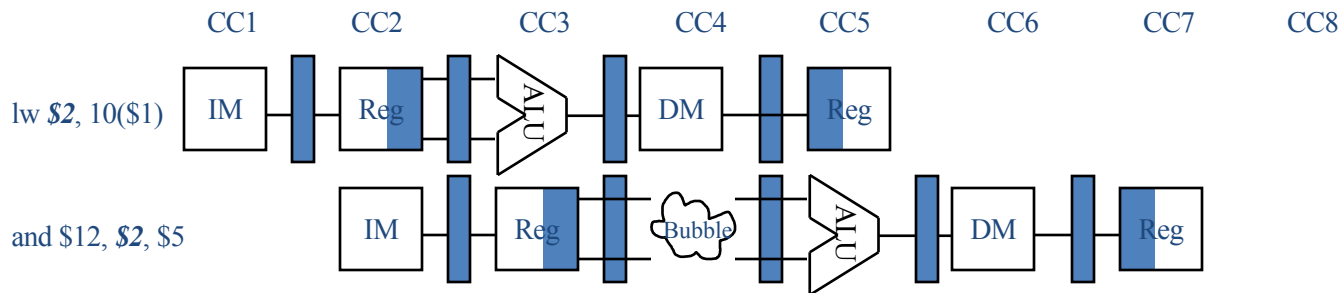 CC1 CC2 CC3 CC4 CC5 CC6 CC7 CC8
lw $2, 10($1) IM Reg ALU DM Reg
and $12, $2, $5 IM Reg Bubble ALU DM Reg